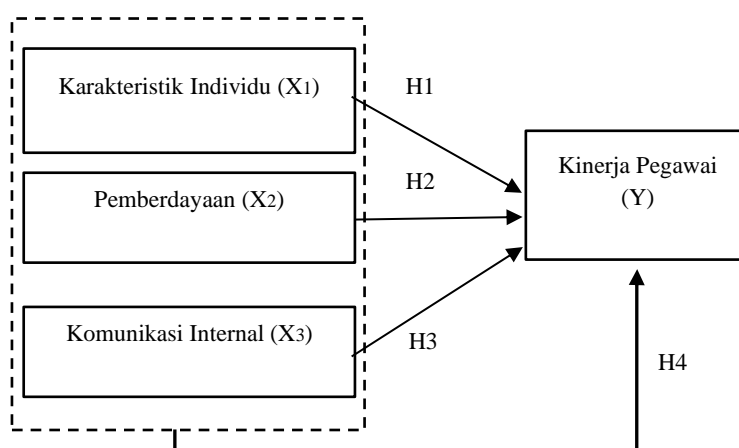 Karakteristik Individu (X1)
H1
Kinerja Pegawai
(Y)
H2
Pemberdayaan (X2)
Komunikasi Internal (X3)
H3
H4